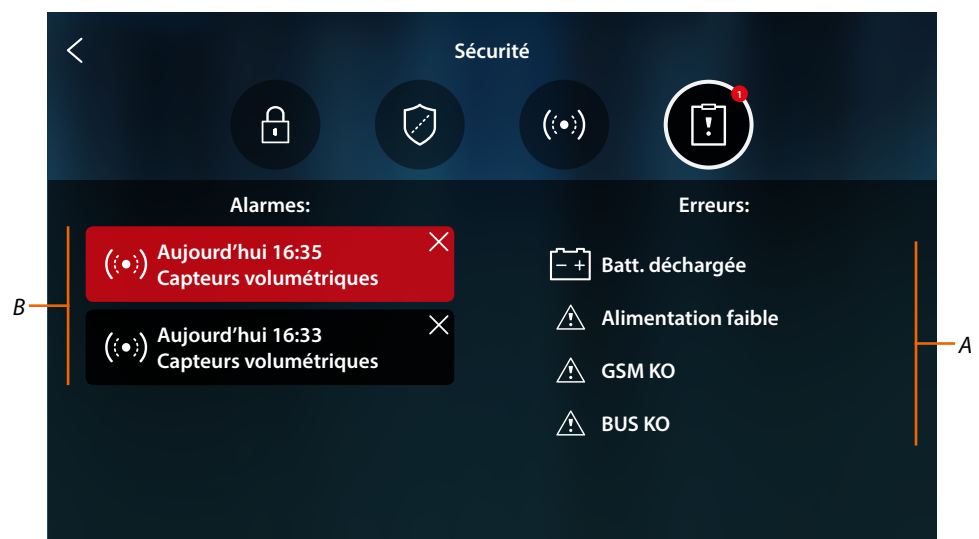 Sécurité
1
Alarmes:
Erreurs:
Aujourd’hui 16:35
Capteurs volumétriques
Aujourd’hui 16:33
Capteurs volumétriques
B
Batt. déchargée
Alimentation faible
GSM KO
BUS KO
A